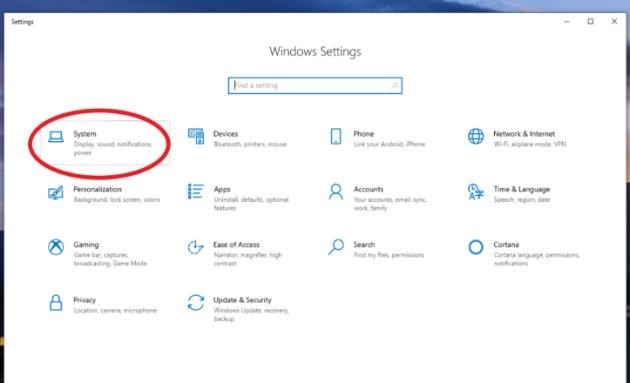 Settings
Windows Settings
Find a setting
System
Display, sound, notifications,
power
Devices
Bluetooth, printers, mouse
Phone
Link your Android, iPhone
Network & Internet
Wi-Fi, airplane mode, VPN
Personalization
Background, lock screen, colors
Apps
Uninstall, defaults, optional
features
Accounts
Your accounts, email, sync,
work, family
Time & Language
Speech, region, date
Gaming
Game bar, captures,
broadcasting, Game Mode
Ease of Access
Narrator, magnifier, high
contrast
Search
Find my files, permissions
Cortana
Cortana language, permissions,
notifications
Privacy
Location, camera, microphone
Update & Security
Windows Update, recovery,
backup